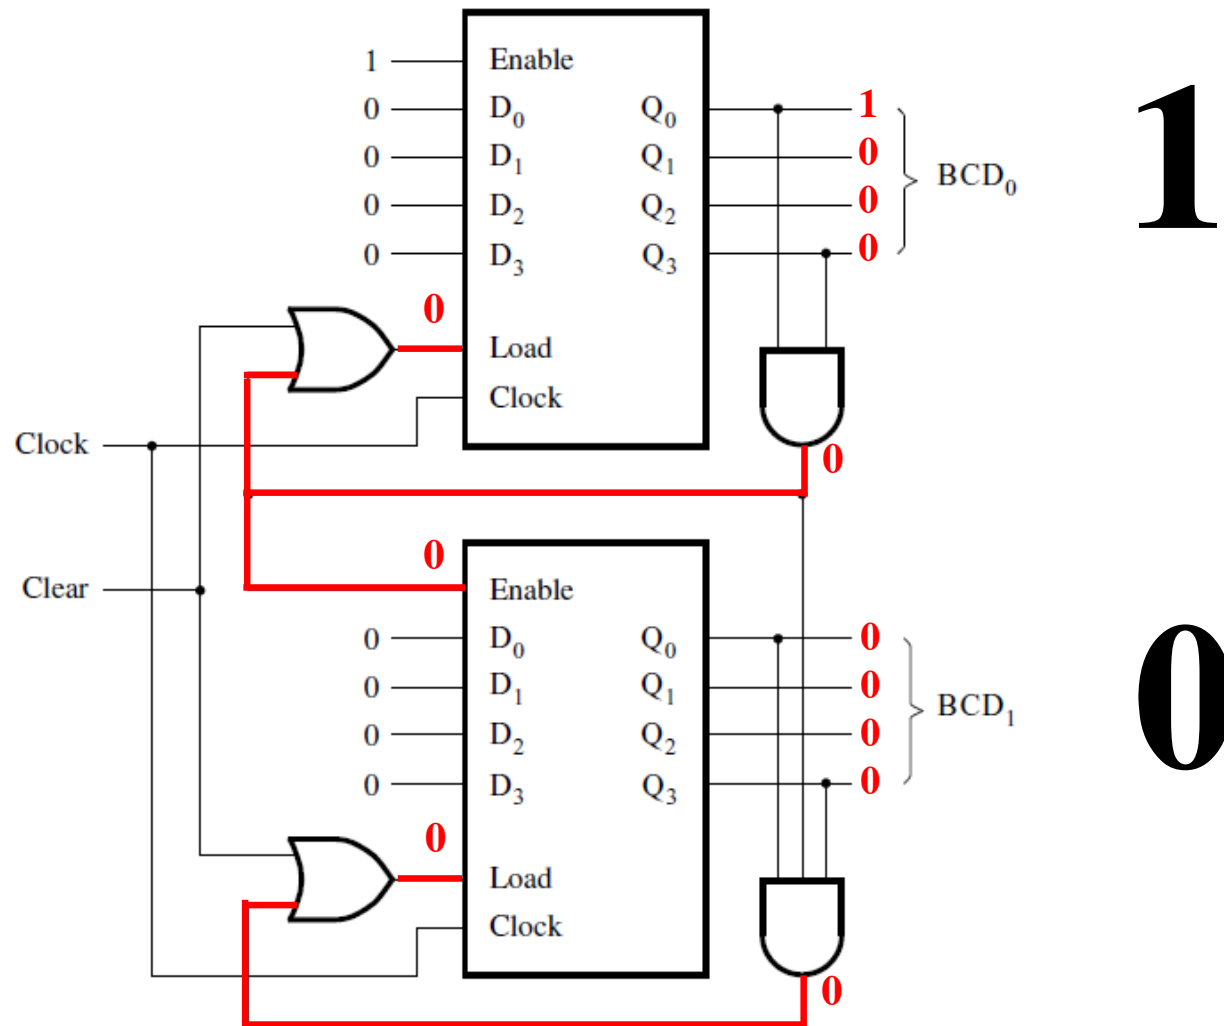 1 Enable
0 D0 Q0 1
0 D1 Q1 0
0 D2 Q2 0
0 D3 Q3 0
BCD0
1
0
Load
Clock
Clock
0
0
Clear
Enable
0 D0 Q0 0
0 D1 Q1 0
0 D2 Q2 0
0 D3 Q3 0
BCD1
0
0
Load
Clock
0